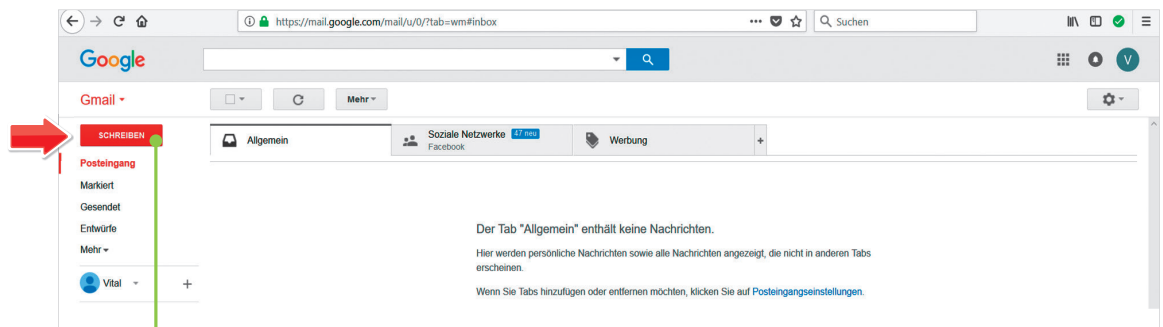 https://mail.google.com/mail/u/0/?tab=wm#inbox
Suchen
Google
V
Gmail
Mehr
SCHREIBEN
Allgemein
Soziale Netzwerke 47 neu
Facebook
Werbung
+
Posteingang
Markiert
Gesendet
Entwürfe
Mehr
Vital
+
Der Tab "Allgemein" enthält keine Nachrichten.
Hier werden persönliche Nachrichten sowie alle Nachrichten angezeigt, die nicht in anderen Tabs
erscheinen.
Wenn Sie Tabs hinzufügen oder entfernen möchten, klicken Sie auf Posteingangseinstellungen.